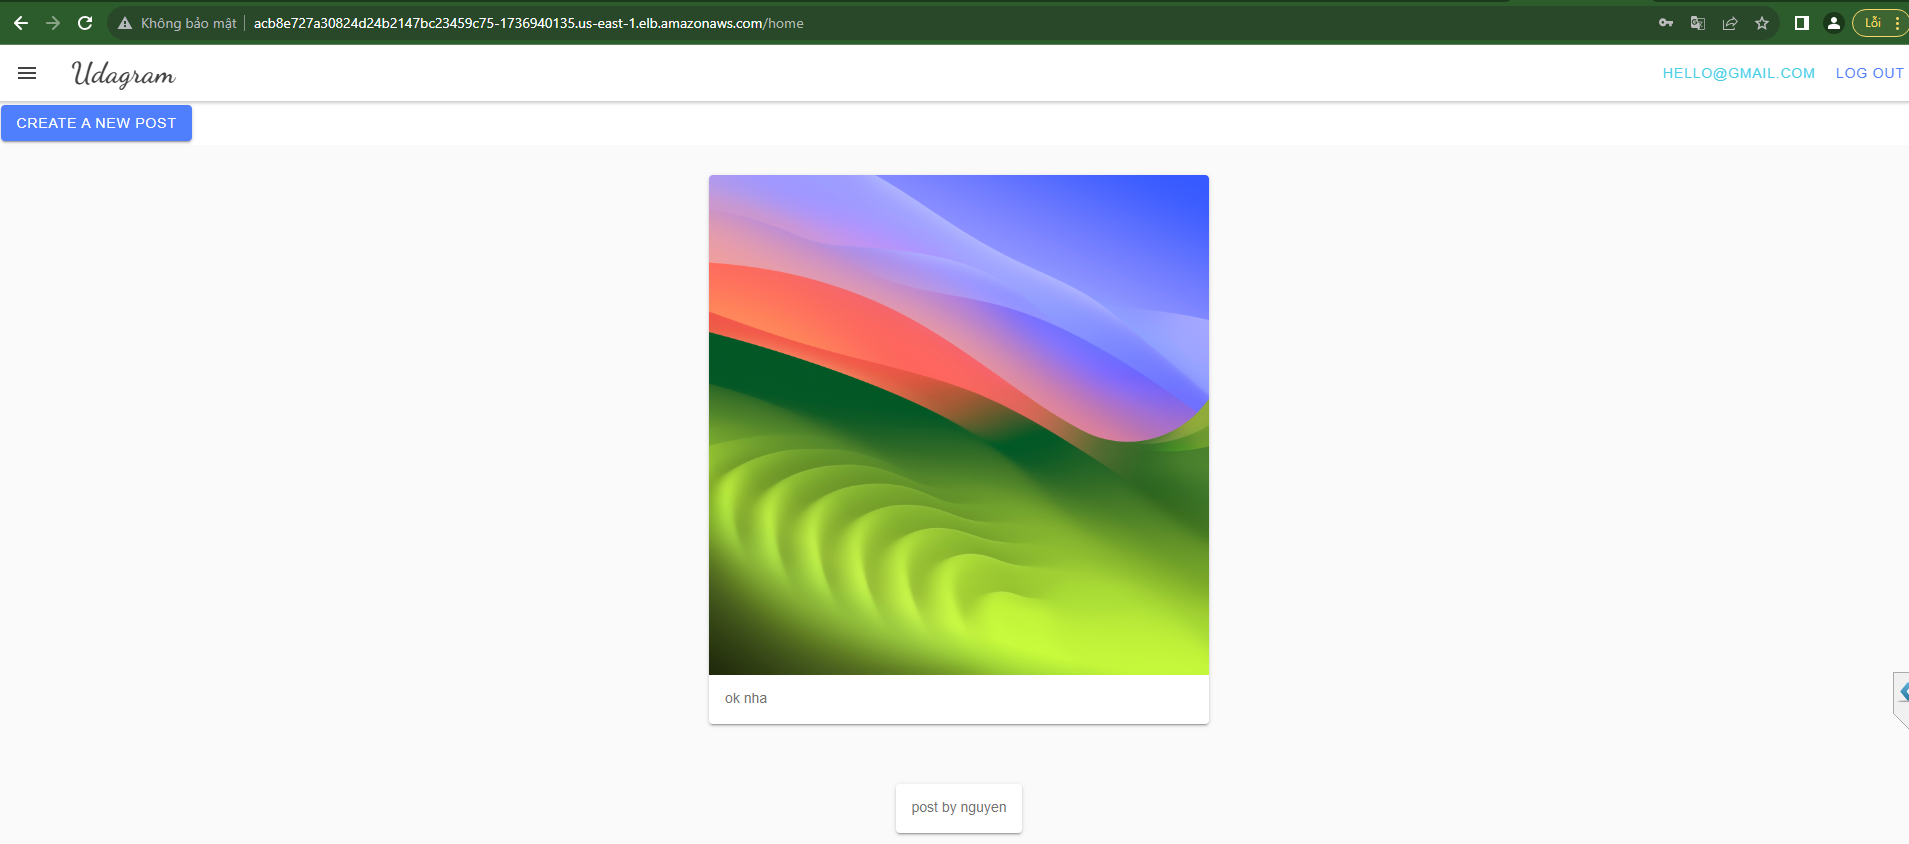 Không bảo mật acb8e727a30824d24b2147bc23459c75-1736940135.us-east-1.elb.amazonaws.com/home Lỗi
Udagram HELLO@GMAIL.COM LOG OUT
CREATE A NEW POST
ok nha
post by nguyen